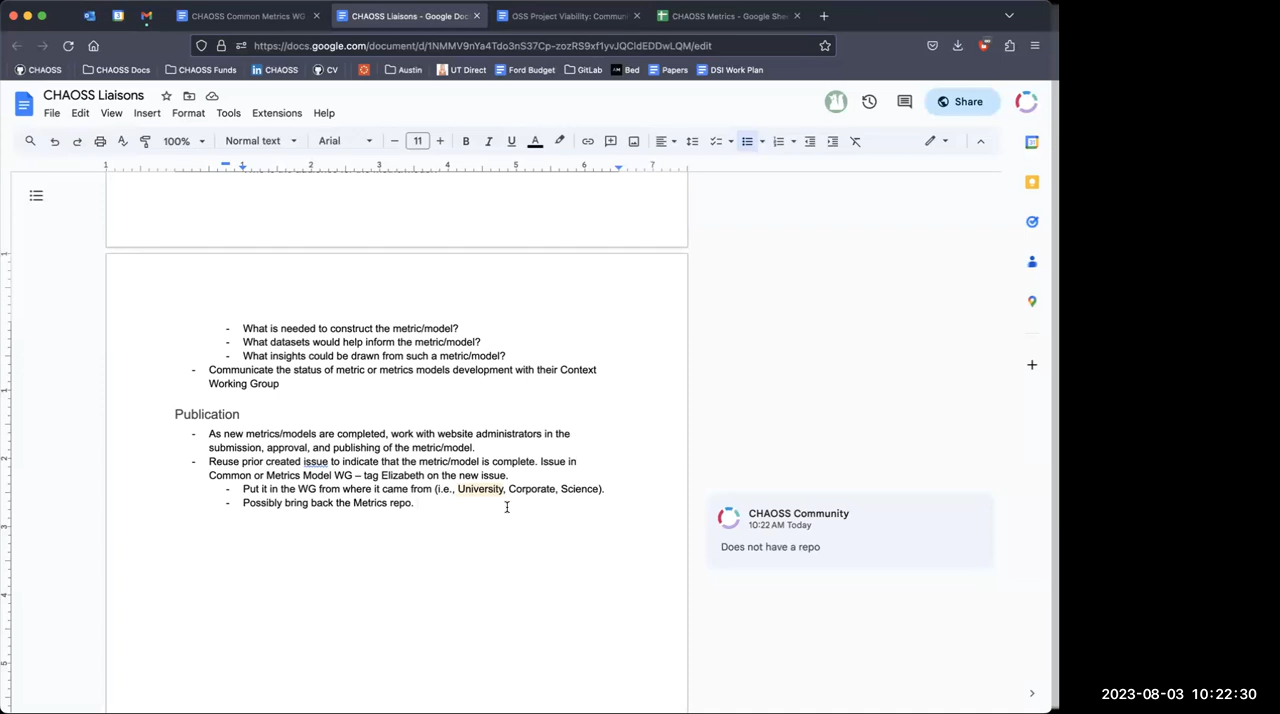 CHAOSS Common Metrics WG
CHAOSS Liaisons - Google Doc
OSS Project Viability: Commun
CHAOSS Metrics - Google She
https://docs.google.com/document/d/1NMMV9nYa4Tdo3nS37Cp-zozRS9xf1yvJQCldEDDwLQM/edit
CHAOSS
CHAOSS Docs
CHAOSS Funds
CHAOSS
CV
Austin
UT Direct
Ford Budget
GitLab
Bed
Papers
DSI Work Plan
CHAOSS Liaisons
File Edit View Insert Format Tools Extensions Help
Share
100% Normal text Arial 11
1 1 2 3 4 5 6 7
- What is needed to construct the metric/model?
- What datasets would help inform the metric/model?
- What insights could be drawn from such a metric/model?
- Communicate the status of metric or metrics models development with their Context
Working Group
Publication
- As new metrics/models are completed, work with website administrators in the
submission, approval, and publishing of the metric/model.
- Reuse prior created issue to indicate that the metric/model is complete. Issue in
Common or Metrics Model WG – tag Elizabeth on the new issue.
- Put it in the WG from where it came from (i.e., University, Corporate, Science).
- Possibly bring back the Metrics repo.
CHAOSS Community
10:22 AM Today
Does not have a repo
2023-08-03 10:22:30